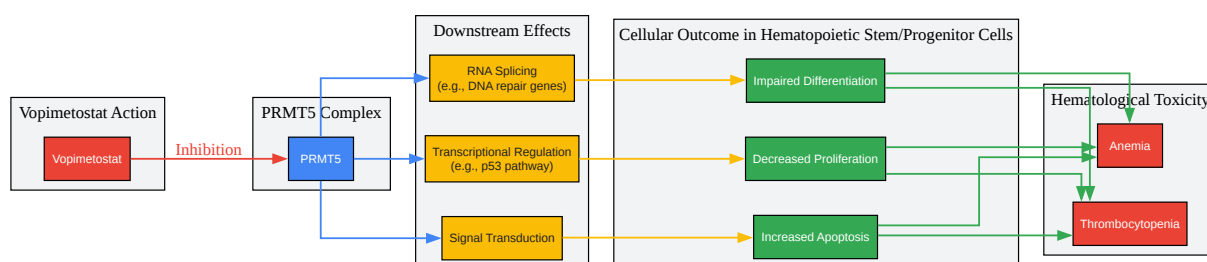 Vopimetostat Action
Vopimetostat
Inhibition
PRMT5 Complex
PRMT5
Downstream Effects
RNA Splicing
(e.g., DNA repair genes)
Transcriptional Regulation
(e.g., p53 pathway)
Signal Transduction
Cellular Outcome in Hematopoietic Stem/Progenitor Cells
Impaired Differentiation
Decreased Proliferation
Increased Apoptosis
Hematological Toxicity
Anemia
Thrombocytopenia